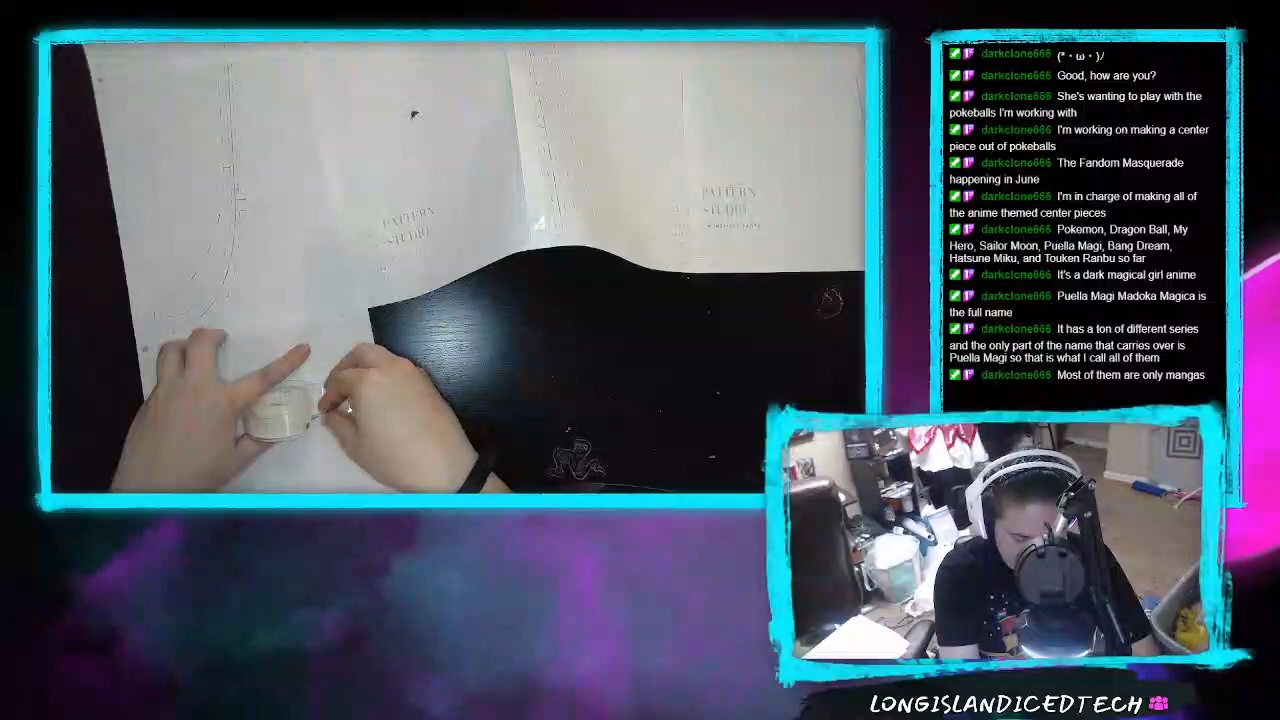 PATTERN
STUDIO
PATTERN
STUDIO
darkclone666 (*・ω・)ﾉ
darkclone666 Good, how are you?
darkclone666 She's wanting to play with the
pokeballs I'm working with
darkclone666 I'm working on making a center
piece out of pokeballs
darkclone666 The Fandom Masquerade
happening in June
darkclone666 I'm in charge of making all of
the anime themed center pieces
darkclone666 Pokemon, Dragon Ball, My
Hero, Sailor Moon, Puella Magi, Bang Dream,
Hatsune Miku, and Touken Ranbu so far
darkclone666 It's a dark magical girl anime
darkclone666 Puella Magi Madoka Magica is
the full name
darkclone666 It has a ton of different series
and the only part of the name that carries over is
Puella Magi so that is what I call all of them
darkclone666 Most of them are only mangas
LONGISLANDICEDTECH